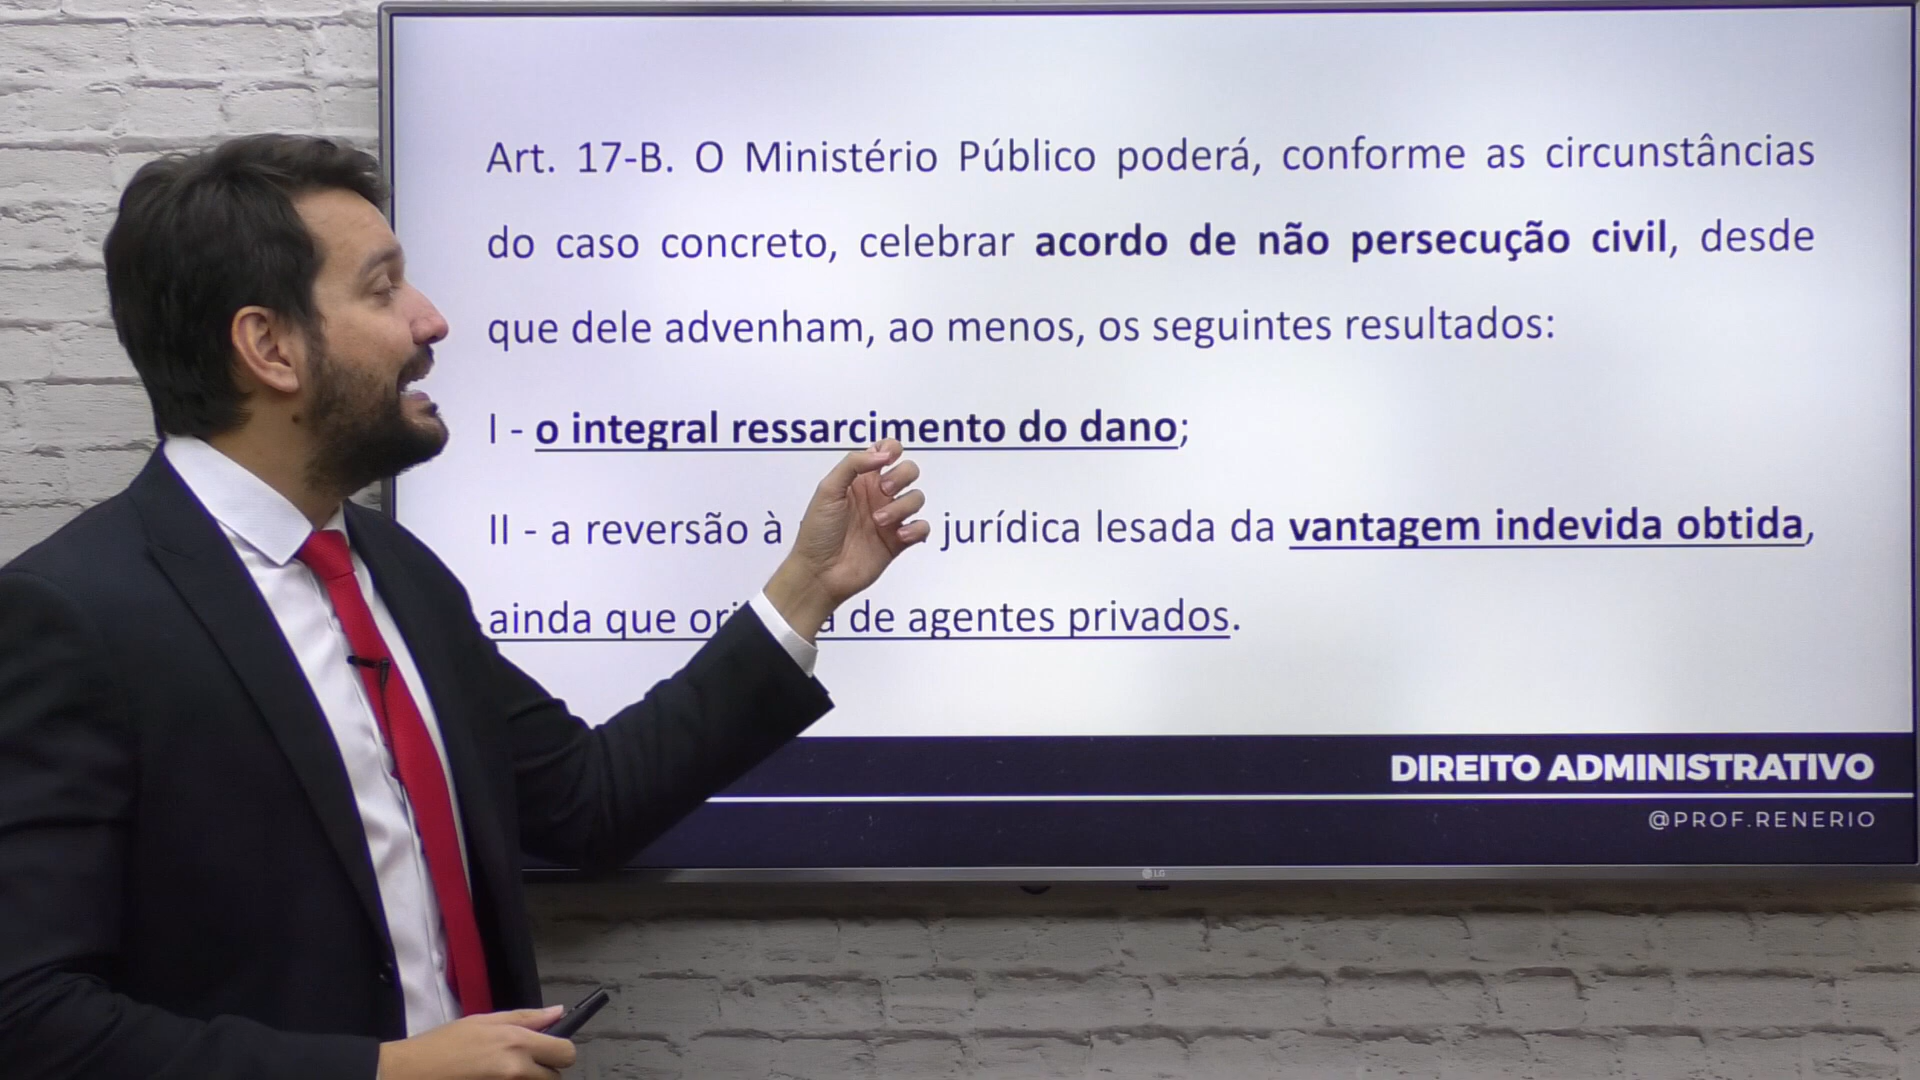 Art. 17-B. O Ministério Público poderá, conforme as circunstâncias
do caso concreto, celebrar acordo de não persecução civil, desde
que dele advenham, ao menos, os seguintes resultados:
I - o integral ressarcimento do dano;
II - a reversão à jurídica lesada da vantagem indevida obtida,
ainda que de agentes privados.
DIREITO ADMINISTRATIVO
@PROF.RENERIO
LG